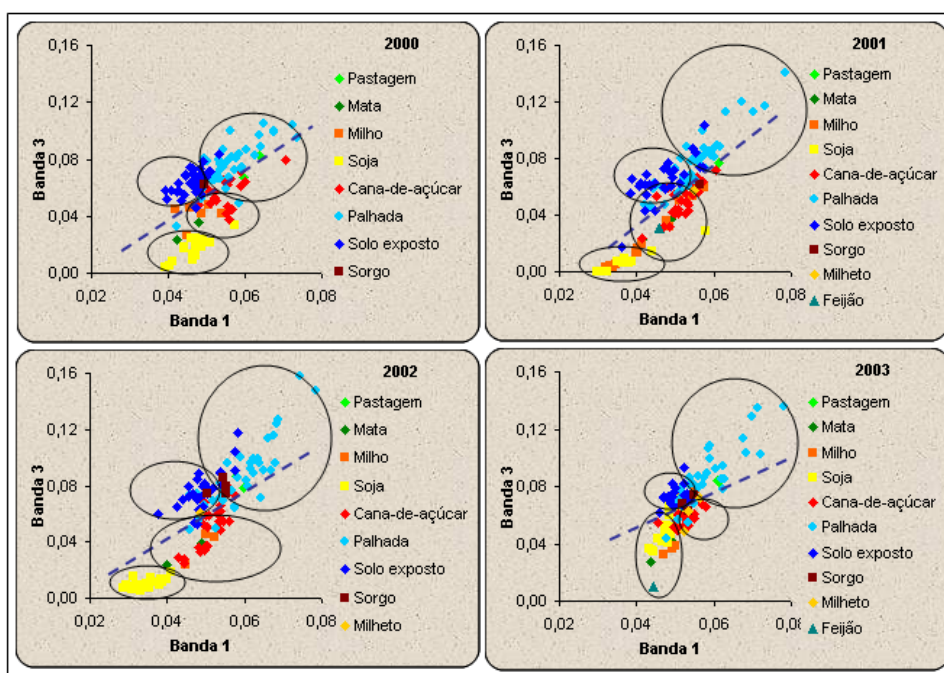 2000
0,16
0,12
0,08
0,04
0,00
0,02 0,04 0,06 0,08
Banda 3
Banda 1
Pastagem
Mata
Milho
Soja
Cana-de-açúcar
Palhada
Solo exposto
Sorgo
2001
0,16
0,12
0,08
0,04
0,00
0,02 0,04 0,06 0,08
Banda 3
Banda 1
Pastagem
Mata
Milho
Soja
Cana-de-açúcar
Palhada
Solo exposto
Sorgo
Milheto
Feijão
2002
0,16
0,12
0,08
0,04
0,00
0,02 0,04 0,06 0,08
Banda 3
Banda 1
Pastagem
Mata
Milho
Soja
Cana-de-açúcar
Palhada
Solo exposto
Sorgo
Milheto
2003
0,16
0,12
0,08
0,04
0,00
0,02 0,04 0,06 0,08
Banda 3
Banda 1
Pastagem
Mata
Milho
Soja
Cana-de-açúcar
Palhada
Solo exposto
Sorgo
Milheto
Feijão